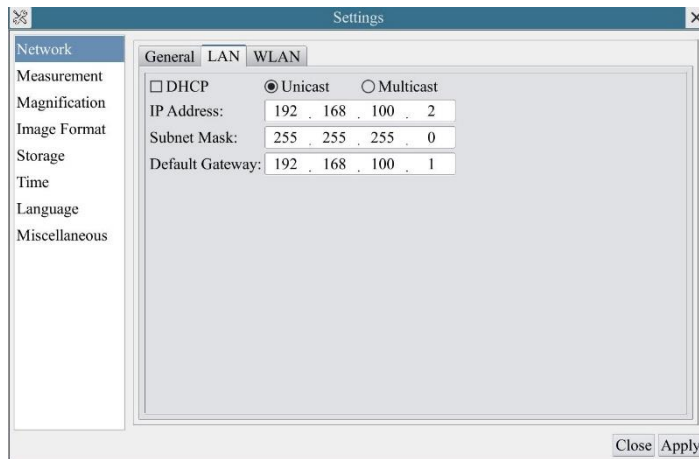 Settings
Network
Measurement
Magnification
Image Format
Storage
Time
Language
Miscellaneous
General LAN WLAN
DHCP Unicast Multicast
IP Address: 192 . 168 . 100 . 2
Subnet Mask: 255 . 255 . 255 . 0
Default Gateway: 192 . 168 . 100 . 1
Close Apply